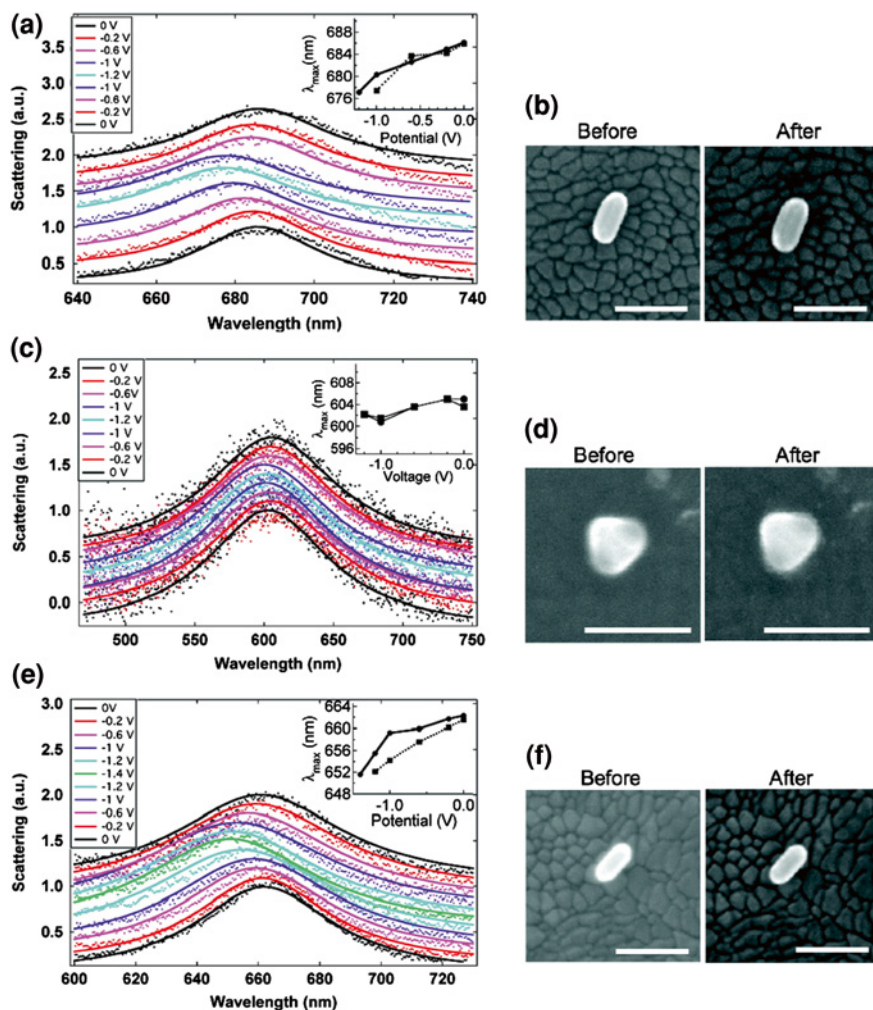 (a)
0 V
-0.2 V
-0.6 V
-1 V
-1.2 V
-1 V
-0.6 V
-0.2 V
0 V
3.5
3.0
2.5
2.0
1.5
1.0
0.5
Scattering (a.u.)
640 660 680 700 720 740
Wavelength (nm)
λmax(nm)
688
684
680
676
-1.0 -0.5 0.0
Potential (V)
(b)
Before After
(c)
0 V
-0.2 V
-0.6V
-1 V
-1.2 V
-1 V
-0.6 V
-0.2 V
0 V
2.5
2.0
1.5
1.0
0.5
0.0
Scattering (a.u.)
500 550 600 650 700 750
Wavelength (nm)
λmax(nm)
608
604
600
596
-1.0 0.0
Voltage (V)
(d)
Before After
(e)
0V
-0.2 V
-0.6 V
-1 V
-1.2 V
-1.4 V
-1.2 V
-1 V
-0.6 V
-0.2 V
0 V
3.0
2.5
2.0
1.5
1.0
0.5
Scattering (a.u.)
600 620 640 660 680 700 720
Wavelength (nm)
λmax(nm)
664
660
656
652
648
-1.0 0.0
Potential (V)
(f)
Before After